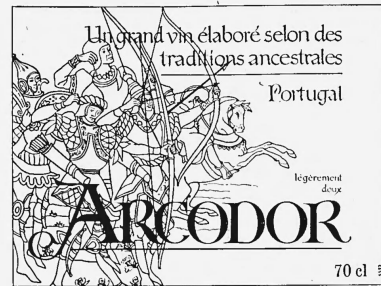 Un grand vin élaboré selon des
traditions ancestrales
Portugal
légèrement
doux
ARCODOR
70 cl